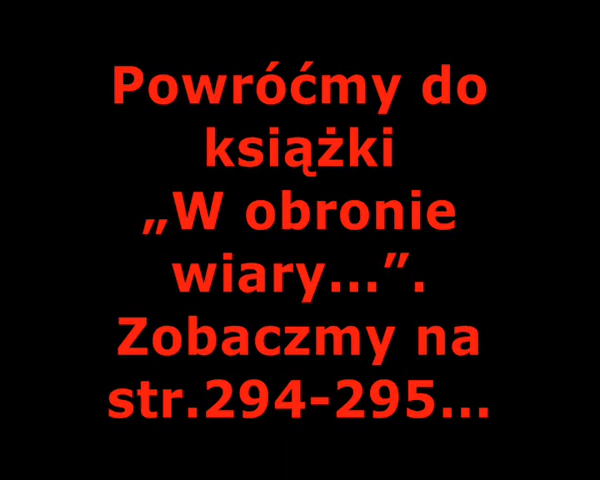 Powróćmy do
książki
„W obronie
wiary...”.
Zobaczmy na
str.294-295...